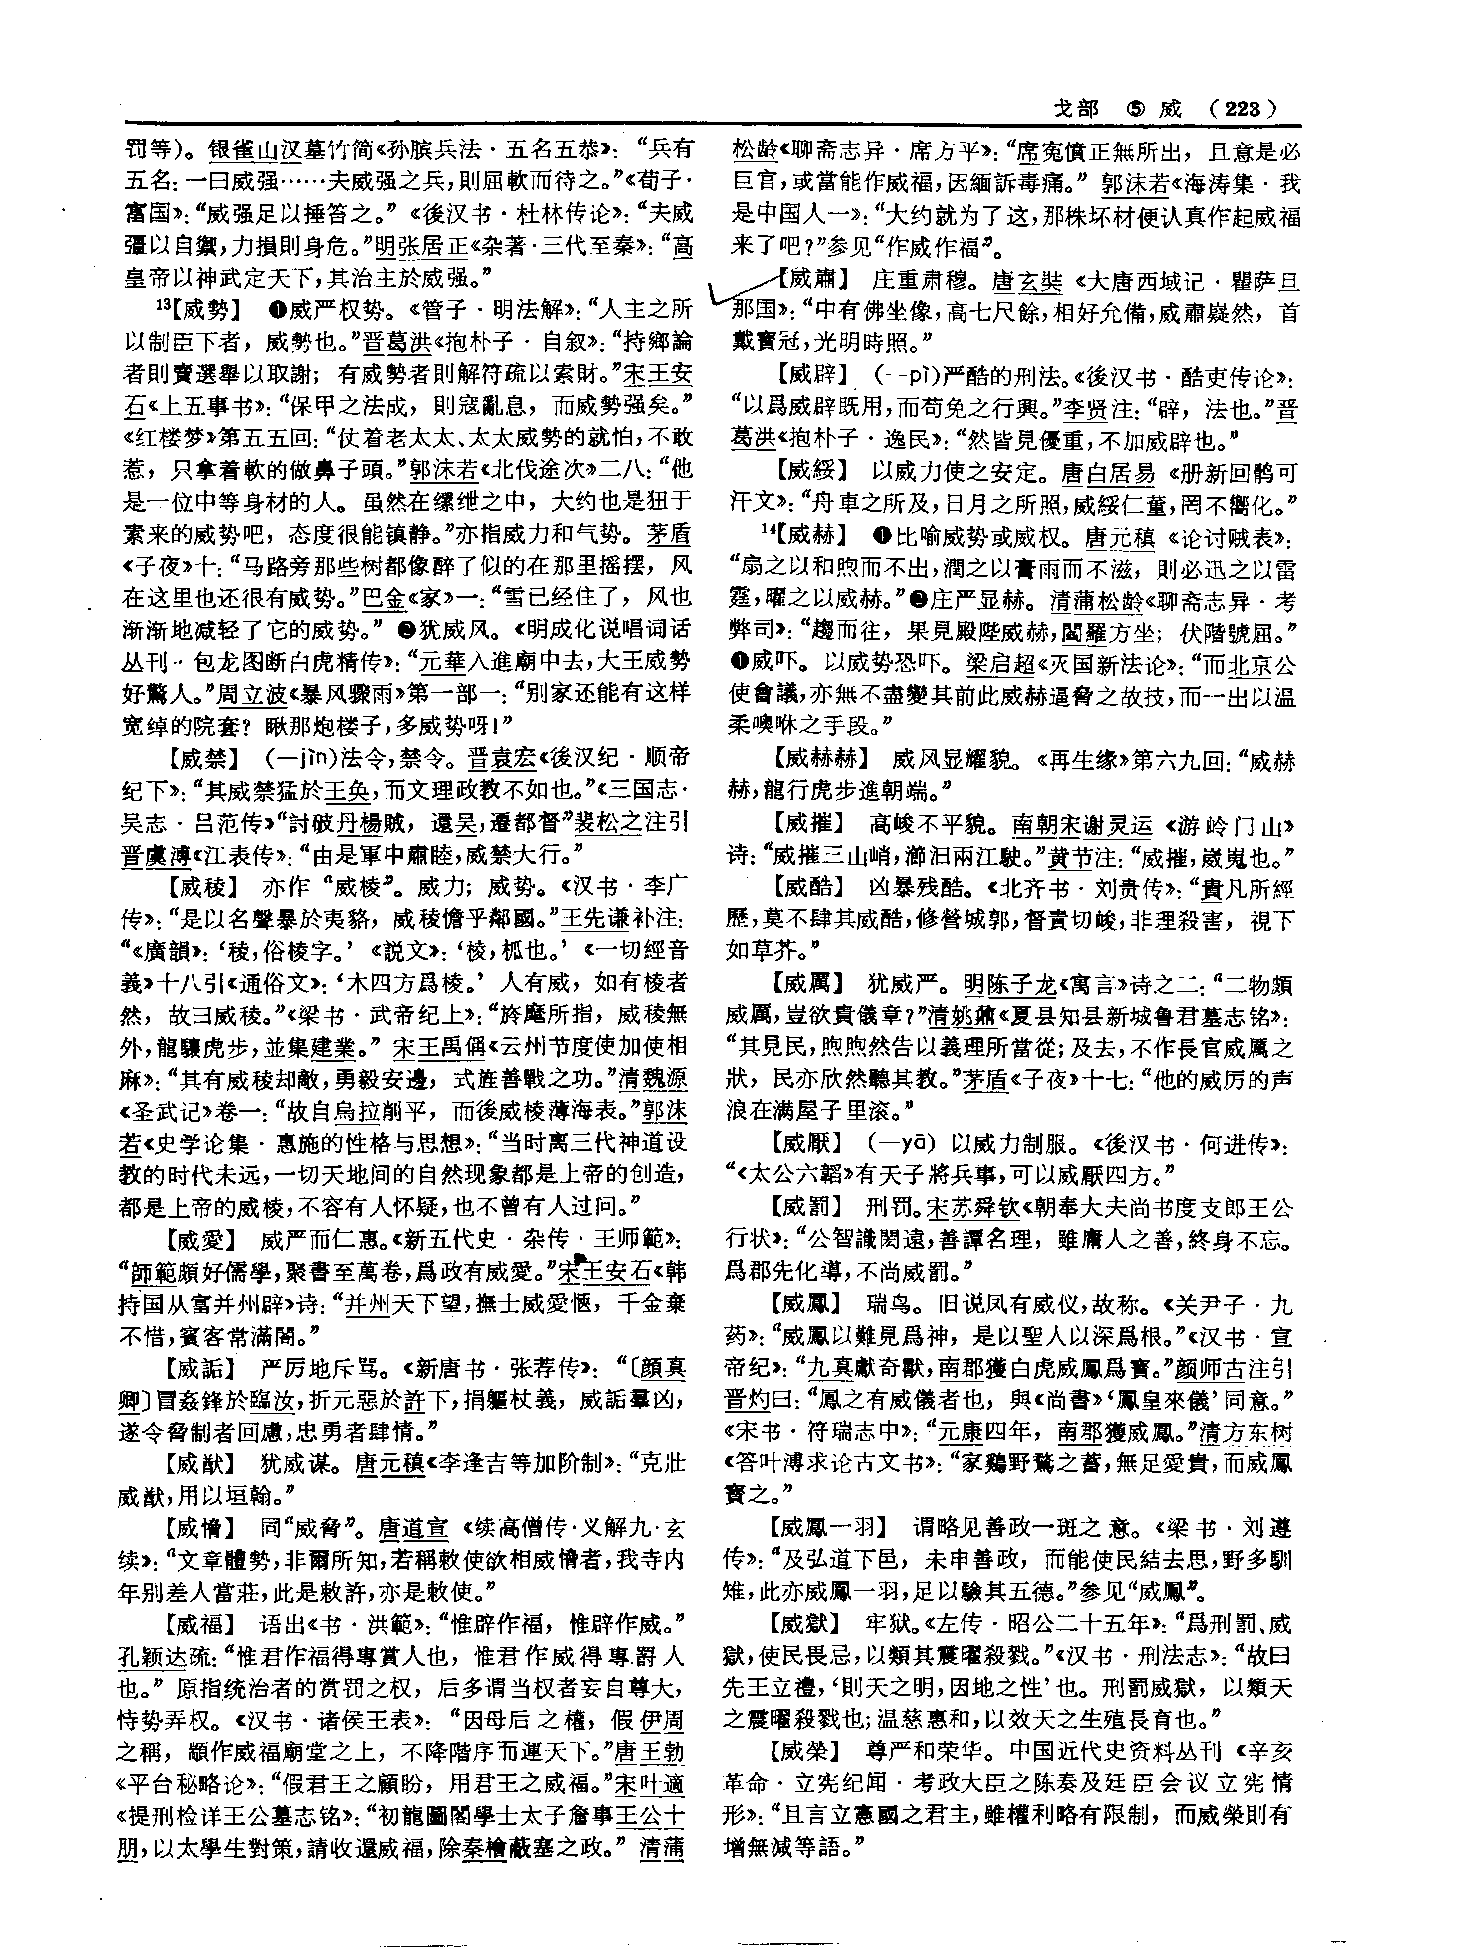 戈部 ⑤ 威 (223)
罚等)。银雀山汉墓竹简《孙膑兵法·五名五恭》：“兵有
五名：一曰威强……夫威强之兵，則屈軟而待之。”《荀子·
富国》：“威强足以捶笞之。”《後汉书·杜林传论》：“夫威
彊以自禦，力損則身危。”明张居正《杂著·三代至秦》：“高
皇帝以神武定天下，其治主於威强。”
¹³【威勢】 ❶威严权势。《管子·明法解》：“人主之所
以制臣下者，威勢也。”晋葛洪《抱朴子·自叙》：“持鄉論
者則賣選舉以取謝；有威勢者則解符疏以索財。”宋王安
石《上五事书》：“保甲之法成，則寇亂息，而威勢强矣。”
《红楼梦》第五五回：“仗着老太太、太太威勢的就怕，不敢
惹，只拿着軟的做鼻子頭。”郭沫若《北伐途次》二八：“他
是一位中等身材的人。虽然在缧绁之中，大约也是狃于
素来的威势吧，态度很能镇静。”亦指威力和气势。茅盾
《子夜》十：“马路旁那些树都像醉了似的在那里摇摆，风
在这里也还很有威势。”巴金《家》一：“雪已经住了，风也
渐渐地减轻了它的威势。” ❷犹威风。《明成化说唱词话
丛刊·包龙图断白虎精传》：“元華入進廟中去，大王威勢
好驚人。”周立波《暴风骤雨》第一部一：“别家还能有这样
宽绰的院套？瞅那炮楼子，多威势呀！”
【威禁】 (—jìn)法令，禁令。晋袁宏《後汉纪·顺帝
纪下》：“其威禁猛於王奂，而文理政教不如也。”《三国志·
吴志·吕范传》“討破丹楊賊，還吴，遷都督”裴松之注引
晋虞溥《江表传》：“由是軍中肅睦，威禁大行。”
【威稜】 亦作“威棱”。威力；威势。《汉书·李广
传》：“是以名聲暴於夷貉，威稜憺乎鄰國。”王先谦补注：
“《廣韻》：‘稜，俗棱字。’《説文》：‘棱，柧也。’《一切經音
義》十八引《通俗文》：‘木四方爲棱。’人有威，如有棱者
然，故曰威稜。”《梁书·武帝纪上》：“旍麾所指，威稜無
外，龍驤虎步，並集建業。” 宋王禹偁《云州节度使加使相
麻》：“其有威稜却敵，勇毅安邊，式旌善戰之功。”清魏源
《圣武记》卷一：“故自烏拉削平，而後威棱薄海表。”郭沫
若《史学论集·惠施的性格与思想》：“当时离三代神道设
教的时代未远，一切天地间的自然现象都是上帝的创造，
都是上帝的威棱，不容有人怀疑，也不曾有人过问。”
【威愛】 威严而仁惠。《新五代史·杂传·王师範》：
“師範頗好儒學，聚書至萬卷，爲政有威愛。”宋王安石《韩
持国从富并州辟》诗：“并州天下望，撫士威愛愜，千金棄
不惜，賓客常滿閤。”
【威詬】 严厉地斥骂。《新唐书·张荐传》：“〔顔真
卿〕冒姦鋒於臨汝，折元惡於許下，捐軀杖義，威詬羣凶，
遂令脅制者回慮，忠勇者肆情。”
【威猷】 犹威谋。唐元稹《李逢吉等加阶制》：“克壯
威猷，用以垣翰。”
【威愶】 同“威脅”。唐道宣《续高僧传·义解九·玄
续》：“文章體勢，非爾所知，若稱敕使欲相威愶者，我寺内
年别差人當莊，此是敕許，亦是敕使。”
【威福】 语出《书·洪範》：“惟辟作福，惟辟作威。”
孔颖达疏：“惟君作福得專賞人也，惟君作威得專罰人
也。”原指统治者的赏罚之权，后多谓当权者妄自尊大，
恃势弄权。《汉书·诸侯王表》：“因母后之權，假伊周
之稱，顓作威福廟堂之上，不降階序而運天下。”唐王勃
《平台秘略论》：“假君王之顧盼，用君王之威福。”宋叶適
《提刑检详王公墓志铭》：“初龍圖閣學士太子詹事王公十
朋，以太學生對策，請收還威福，除秦檜蔽塞之政。” 清蒲
松龄《聊斋志异·席方平》：“席寃憤正無所出，且意是必
巨官，或當能作威福，因緬訴毒痛。” 郭沫若《海涛集·我
是中国人一》：“大约就为了这，那株坏材便认真作起威福
来了吧？”参见“作威作福”。
【威肅】 庄重肃穆。唐玄奘《大唐西域记·瞿萨旦
那国》：“中有佛坐像，高七尺餘，相好允備，威肅嶷然，首
戴寶冠，光明時照。”
【威辟】 (--pì)严酷的刑法。《後汉书·酷吏传论》：
“以爲威辟既用，而苟免之行興。”李贤注：“辟，法也。”晋
葛洪《抱朴子·逸民》：“然皆見優重，不加威辟也。”
【威綏】 以威力使之安定。唐白居易《册新回鹘可
汗文》：“舟車之所及，日月之所照，威綏仁董，罔不嚮化。”
¹⁴【威赫】 ❶比喻威势或威权。唐元稹《论讨贼表》：
“扇之以和煦而不出，潤之以膏雨而不滋，則必迅之以雷
霆，曜之以威赫。”❷庄严显赫。清蒲松龄《聊斋志异·考
弊司》：“趨而往，果見殿陛威赫，閻羅方坐；伏階號屈。”
❶威吓。以威势恐吓。梁启超《灭国新法论》：“而北京公
使會議，亦無不盡變其前此威赫逼脅之故技，而一出以温
柔噢咻之手段。”
【威赫赫】 威风显耀貌。《再生缘》第六九回：“威赫
赫，龍行虎步進朝端。”
【威摧】 高峻不平貌。南朝宋谢灵运《游岭门山》
诗：“威摧三山峭，瀄汩兩江駛。”黄节注：“威摧，崴嵬也。”
【威酷】 凶暴残酷。《北齐书·刘贵传》：“貴凡所經
歷，莫不肆其威酷，修營城郭，督責切峻，非理殺害，視下
如草芥。”
【威厲】 犹威严。明陈子龙《寓言》诗之二：“二物頗
威厲，豈欲貴儀章？”清姚鼐《夏县知县新城鲁君墓志铭》：
“其見民，煦煦然告以義理所當從；及去，不作長官威厲之
狀，民亦欣然聽其教。”茅盾《子夜》十七：“他的威厉的声
浪在满屋子里滚。”
【威厭】 (—yā) 以威力制服。《後汉书·何进传》：
“《太公六韜》有天子將兵事，可以威厭四方。”
【威罰】 刑罚。宋苏舜钦《朝奉大夫尚书度支郎王公
行状》：“公智識閎遠，善譚名理，雖庸人之善，終身不忘。
爲郡先化導，不尚威罰。”
【威鳳】 瑞鸟。旧说凤有威仪，故称。《关尹子·九
药》：“威鳳以難見爲神，是以聖人以深爲根。”《汉书·宣
帝纪》：“九真獻奇獸，南郡獲白虎威鳳爲寶。”颜师古注引
晋灼曰：“鳳之有威儀者也，與《尚書》‘鳳皇來儀’同意。”
《宋书·符瑞志中》：“元康四年，南郡獲威鳳。”清方东树
《答叶溥求论古文书》：“家鷄野鶩之蓄，無足愛貴，而威鳳
寶之。”
【威鳳一羽】 谓略见善政一斑之意。《梁书·刘遵
传》：“及弘道下邑，未申善政，而能使民結去思，野多馴
雉，此亦威鳳一羽，足以驗其五德。”参见“威鳳”。
【威獄】 牢狱。《左传·昭公二十五年》：“爲刑罰、威
獄，使民畏忌，以類其震曜殺戮。”《汉书·刑法志》：“故曰
先王立禮，‘則天之明，因地之性’也。刑罰威獄，以類天
之震曜殺戮也；温慈惠和，以效天之生殖長育也。”
【威榮】 尊严和荣华。中国近代史资料丛刊《辛亥
革命·立宪纪闻·考政大臣之陈奏及廷臣会议立宪情
形》：“且言立憲國之君主，雖權利略有限制，而威榮則有
增無减等語。”